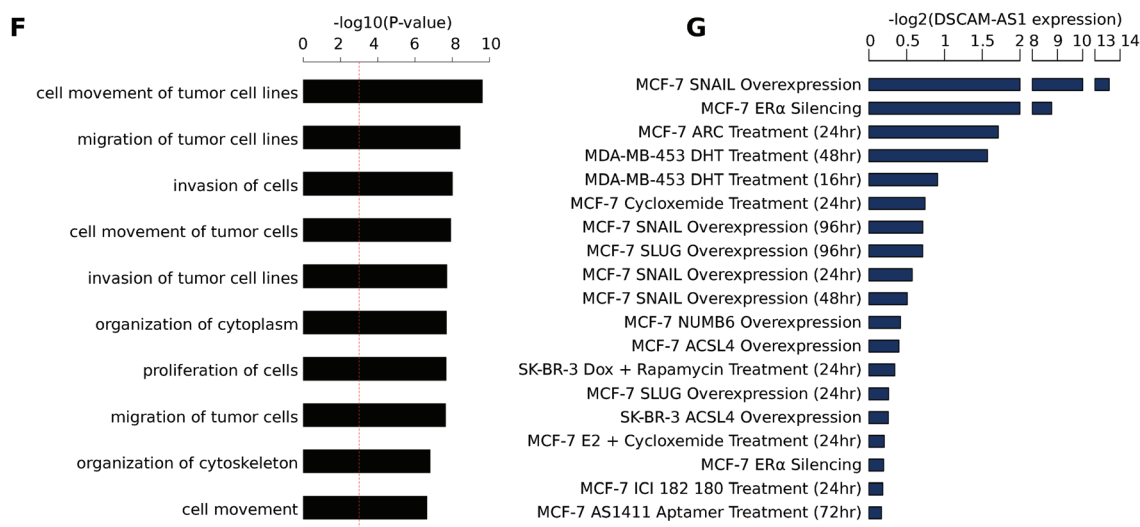 F
-log10(P-value)
0 2 4 6 8 10
cell movement of tumor cell lines
migration of tumor cell lines
invasion of cells
cell movement of tumor cells
invasion of tumor cell lines
organization of cytoplasm
proliferation of cells
migration of tumor cells
organization of cytoskeleton
cell movement
G
-log2(DSCAM-AS1 expression)
0 0.5 1 1.5 2 8 9 10 13 14
MCF-7 SNAIL Overexpression
MCF-7 ERα Silencing
MCF-7 ARC Treatment (24hr)
MDA-MB-453 DHT Treatment (48hr)
MDA-MB-453 DHT Treatment (16hr)
MCF-7 Cycloxemide Treatment (24hr)
MCF-7 SNAIL Overexpression (96hr)
MCF-7 SLUG Overexpression (96hr)
MCF-7 SNAIL Overexpression (24hr)
MCF-7 SNAIL Overexpression (48hr)
MCF-7 NUMB6 Overexpression
MCF-7 ACSL4 Overexpression
SK-BR-3 Dox + Rapamycin Treatment (24hr)
MCF-7 SLUG Overexpression (24hr)
SK-BR-3 ACSL4 Overexpression
MCF-7 E2 + Cycloxemide Treatment (24hr)
MCF-7 ERα Silencing
MCF-7 ICI 182 180 Treatment (24hr)
MCF-7 AS1411 Aptamer Treatment (72hr)